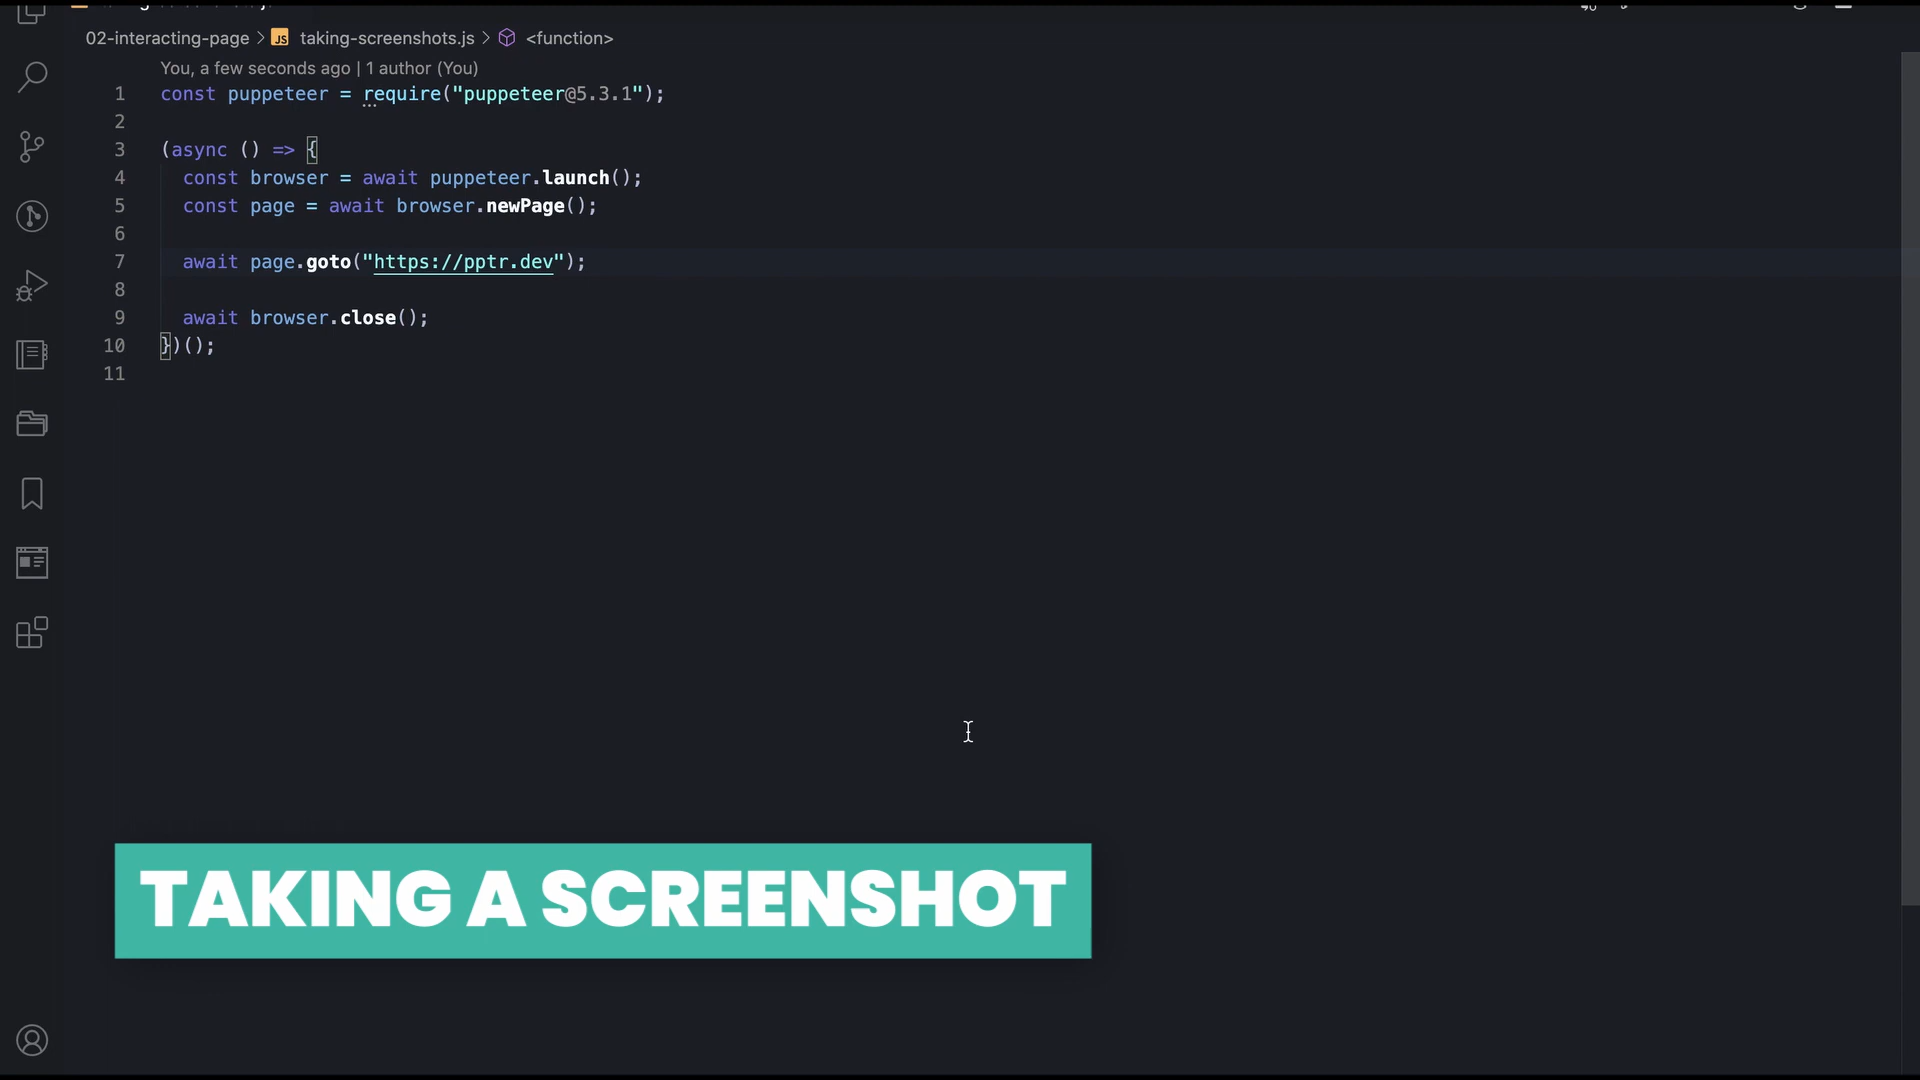 02-interacting-page > JS taking-screenshots.js > <function>
You, a few seconds ago | 1 author (You)
1 const puppeteer = require("puppeteer@5.3.1");
2
3 (async () => {
4 const browser = await puppeteer.launch();
5 const page = await browser.newPage();
6
7 await page.goto("https://pptr.dev");
8
9 await browser.close();
10 })();
11
TAKING A SCREENSHOT